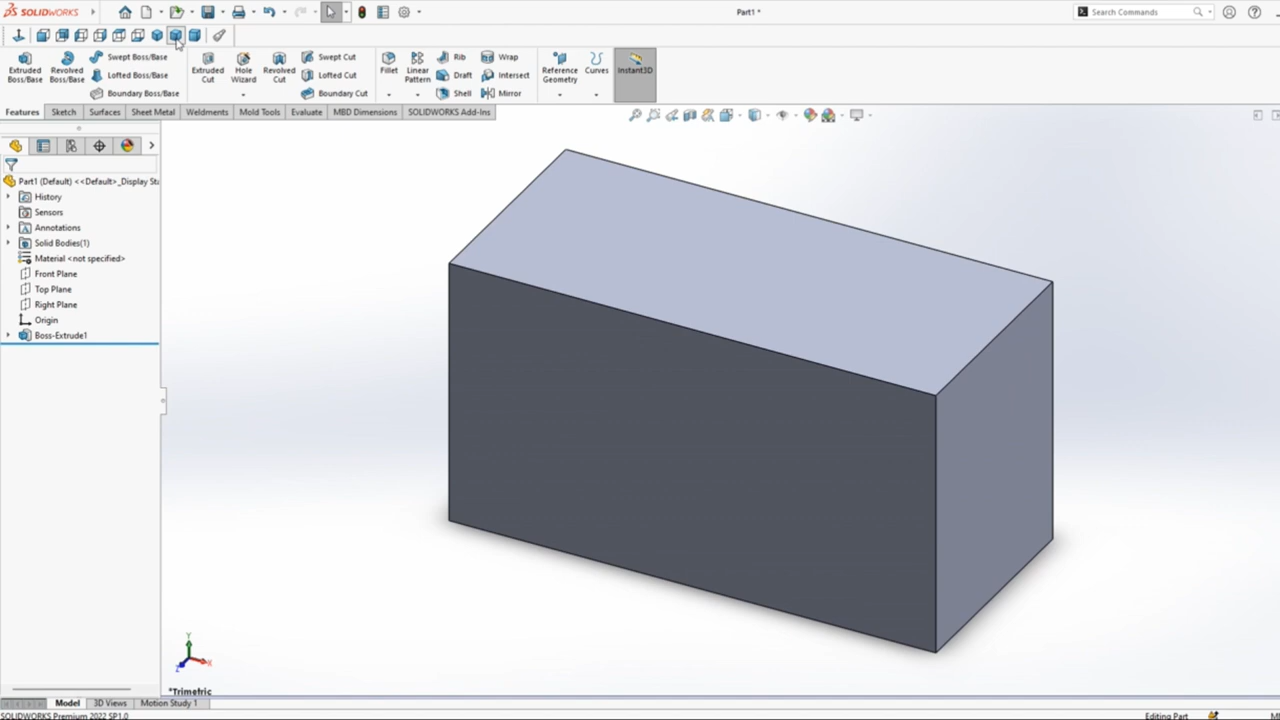 SOLIDWORKS
Part1 *
Search Commands
Extruded Boss/Base
Revolved Boss/Base
Swept Boss/Base
Lofted Boss/Base
Boundary Boss/Base
Extruded Cut
Hole Wizard
Revolved Cut
Swept Cut
Lofted Cut
Boundary Cut
Fillet
Linear Pattern
Rib
Draft
Shell
Wrap
Intersect
Mirror
Reference Geometry
Curves
Instant3D
Features
Sketch
Surfaces
Sheet Metal
Weldments
Mold Tools
Evaluate
MBD Dimensions
SOLIDWORKS Add-Ins
Part1 (Default) <<Default>_Display Sta
History
Sensors
Annotations
Solid Bodies(1)
Material <not specified>
Front Plane
Top Plane
Right Plane
Origin
Boss-Extrude1
Y
X
Z
*Trimetric
Model
3D Views
Motion Study 1
SOLIDWORKS Premium 2022 SP1.0
Editing Part